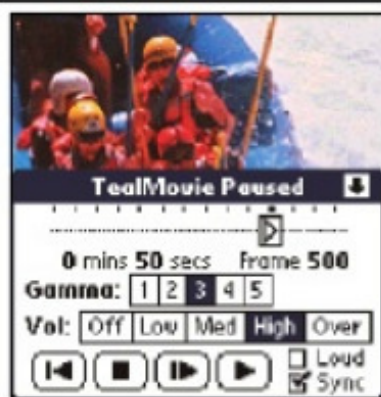 TealMovie Paused
0 mins 50 secs Frame 500
Gamma: 1 2 3 4 5
Vol: Off Low Med High Over
Loud
Sync